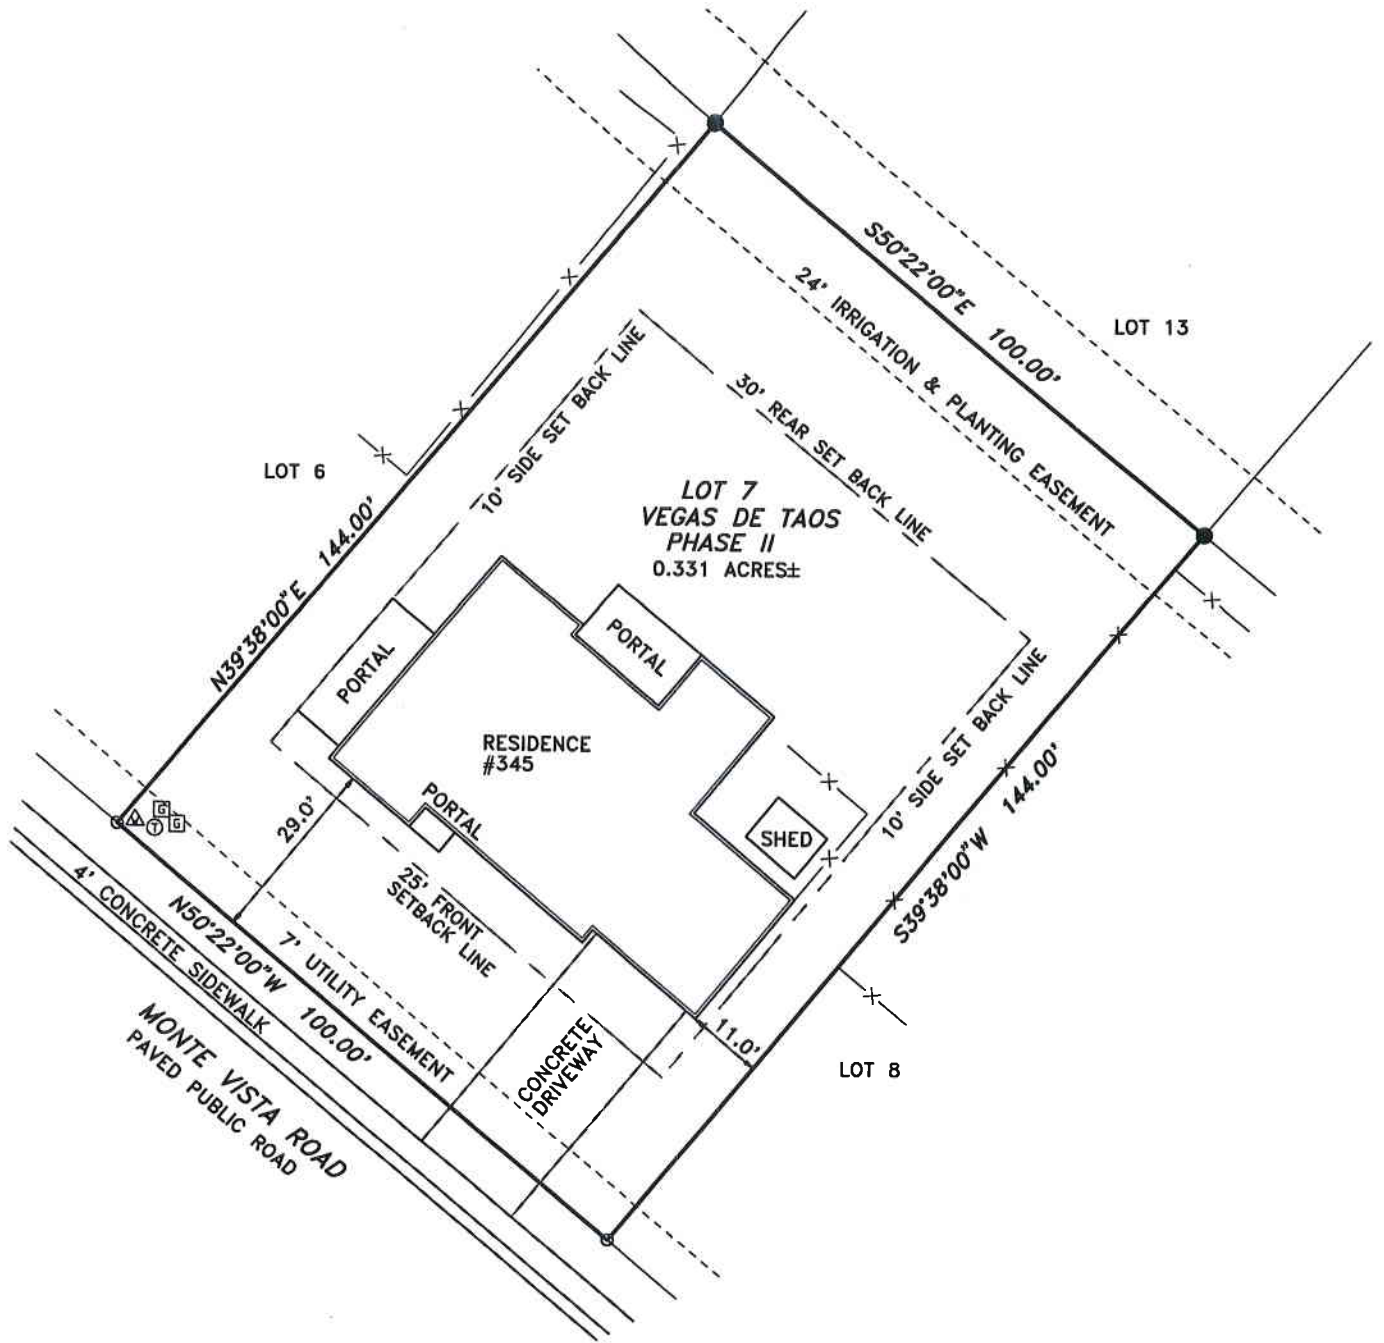 S50°22'00"E 100.00'
24' IRRIGATION & PLANTING EASEMENT
LOT 13
10' SIDE SET BACK LINE
30' REAR SET BACK LINE
LOT 6
LOT 7
VEGAS DE TAOS
PHASE II
0.331 ACRES±
N39°38'00"E 144.00'
PORTAL
PORTAL
RESIDENCE
#345
PORTAL
SHED
10' SIDE SET BACK LINE
S39°38'00"W 144.00'
G
G
T
V
29.0'
25' FRONT
SETBACK LINE
N50°22'00"W 100.00'
7' UTILITY EASEMENT
4' CONCRETE SIDEWALK
CONCRETE
DRIVEWAY
11.0'
LOT 8
MONTE VISTA ROAD
PAVED PUBLIC ROAD